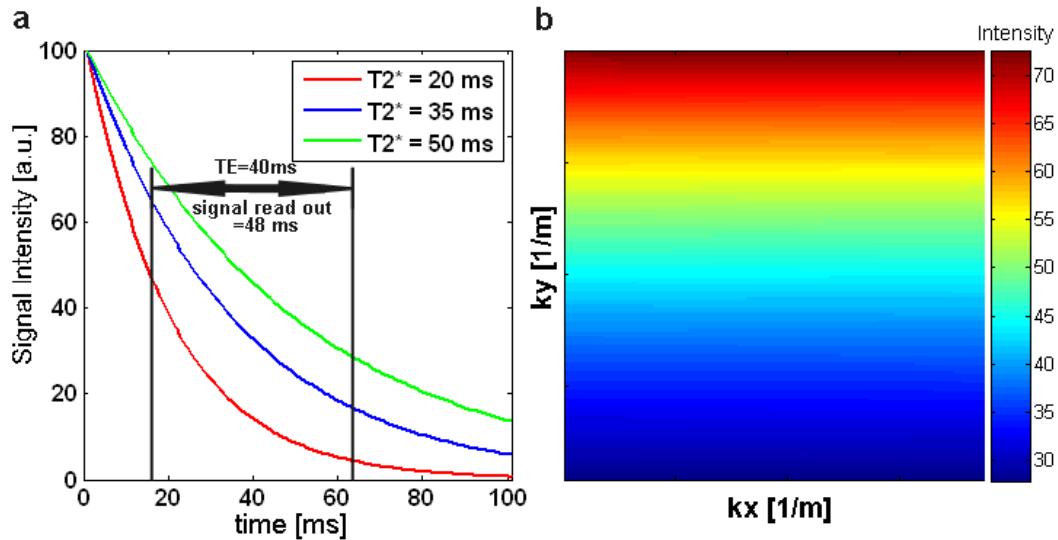 a
Signal Intensity [a.u.]
100
80
60
40
20
0
T2* = 20 ms
T2* = 35 ms
T2* = 50 ms
TE=40ms
signal read out
=48 ms
0 20 40 60 80 100
time [ms]
b
ky [1/m]
kx [1/m]
Intensity
70
65
60
55
50
45
40
35
30